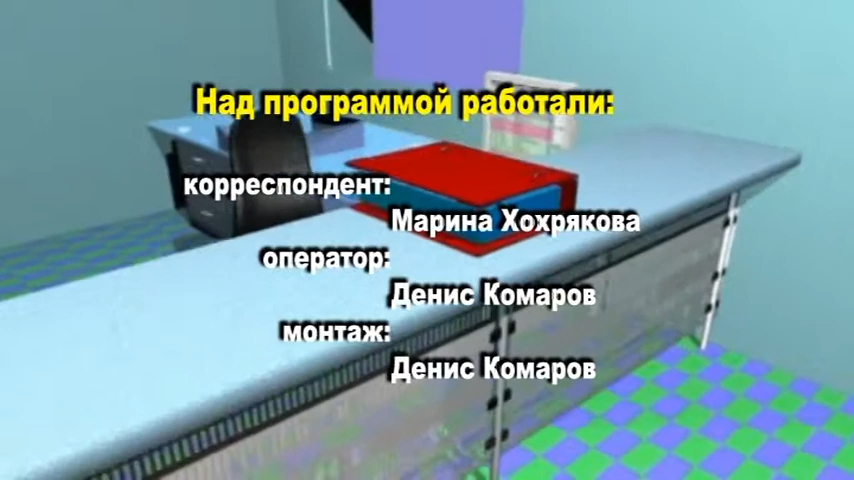 Над программой работали:
корреспондент:
Марина Хохрякова
оператор:
Денис Комаров
монтаж:
Денис Комаров